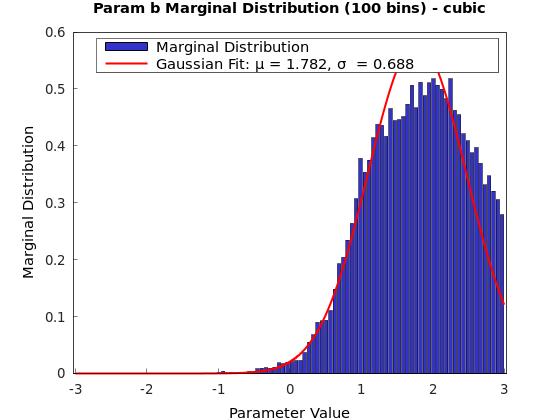 Param b Marginal Distribution (100 bins) - cubic
Marginal Distribution
Gaussian Fit: μ = 1.782, σ  = 0.688
Marginal Distribution
0.6
0.5
0.4
0.3
0.2
0.1
0
-3 -2 -1 0 1 2 3
Parameter Value